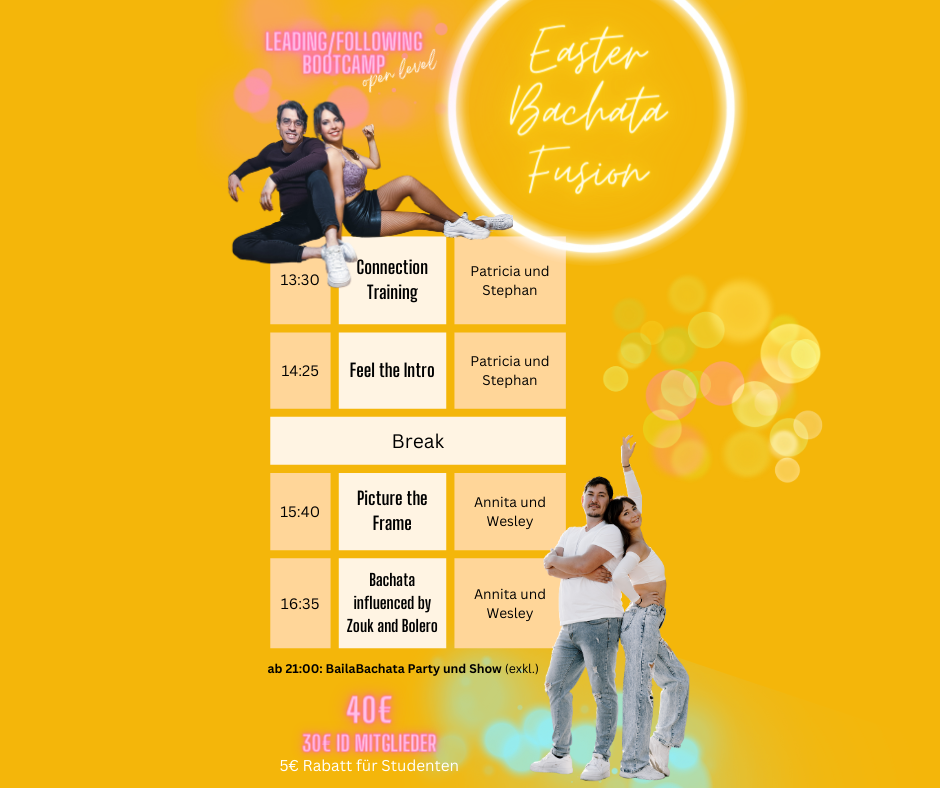 LEADING/FOLLOWING
BOOTCAMP
open level
Easter
Bachata
Fusion
13:30
Connection
Training
Patricia und
Stephan
14:25
Feel the Intro
Patricia und
Stephan
Break
15:40
Picture the
Frame
Annita und
Wesley
16:35
Bachata
influenced by
Zouk and Bolero
Annita und
Wesley
ab 21:00: BailaBachata Party und Show (exkl.)
40€
30€ ID MITGLIEDER
5€ Rabatt für Studenten